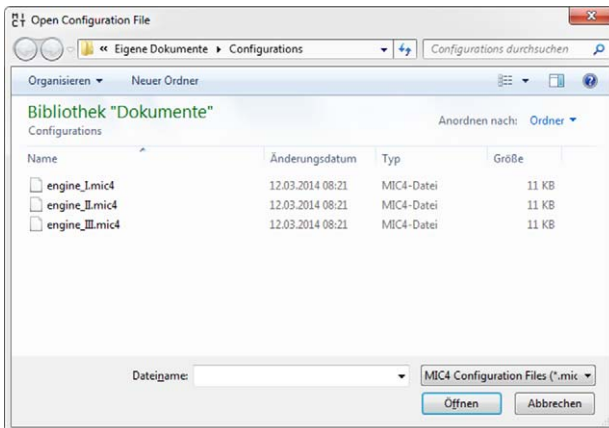 Open Configuration File
« Eigene Dokumente ▸ Configurations
Configurations durchsuchen
Organisieren ▾ Neuer Ordner
Bibliothek "Dokumente"
Configurations
Anordnen nach: Ordner ▾
Name Änderungsdatum Typ Größe
engine_I.mic4 12.03.2014 08:21 MIC4-Datei 11 KB
engine_II.mic4 12.03.2014 08:21 MIC4-Datei 11 KB
engine_III.mic4 12.03.2014 08:21 MIC4-Datei 11 KB
Dateiname:
MIC4 Configuration Files (*.mic
Öffnen Abbrechen